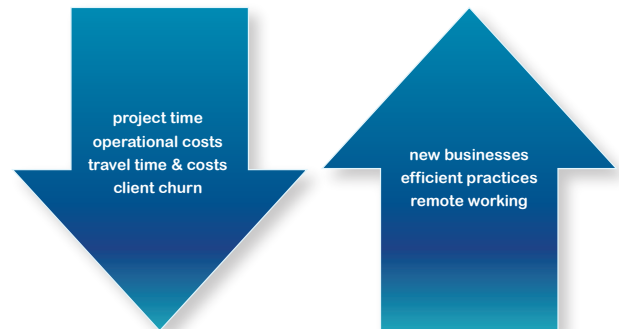 project time
operational costs
travel time & costs
client churn
new businesses
efficient practices
remote working